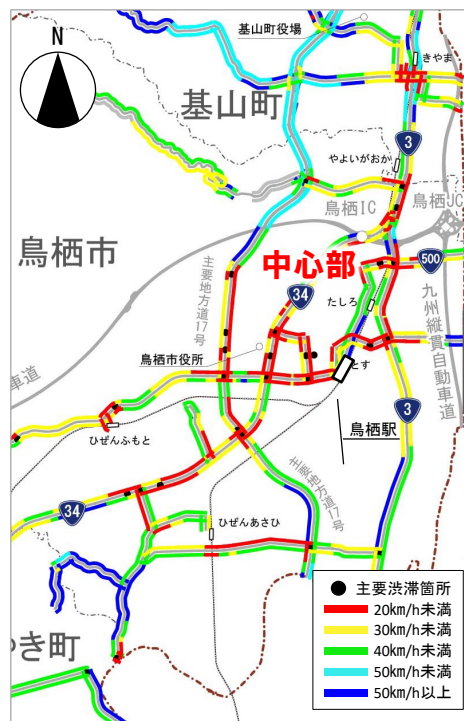 N
基山町役場
きやま
基山町
3
やよいがおか
鳥栖IC
鳥栖JC
鳥栖市
中心部
500
主要地方道17号
34
たしろ
九州縦貫自動車道
鳥栖市役所
とす
車道
鳥栖駅
3
ひぜんふもと
主要地方道17号
34
ひぜんあさひ
き町
主要渋滞箇所
20km/h未満
30km/h未満
40km/h未満
50km/h未満
50km/h以上